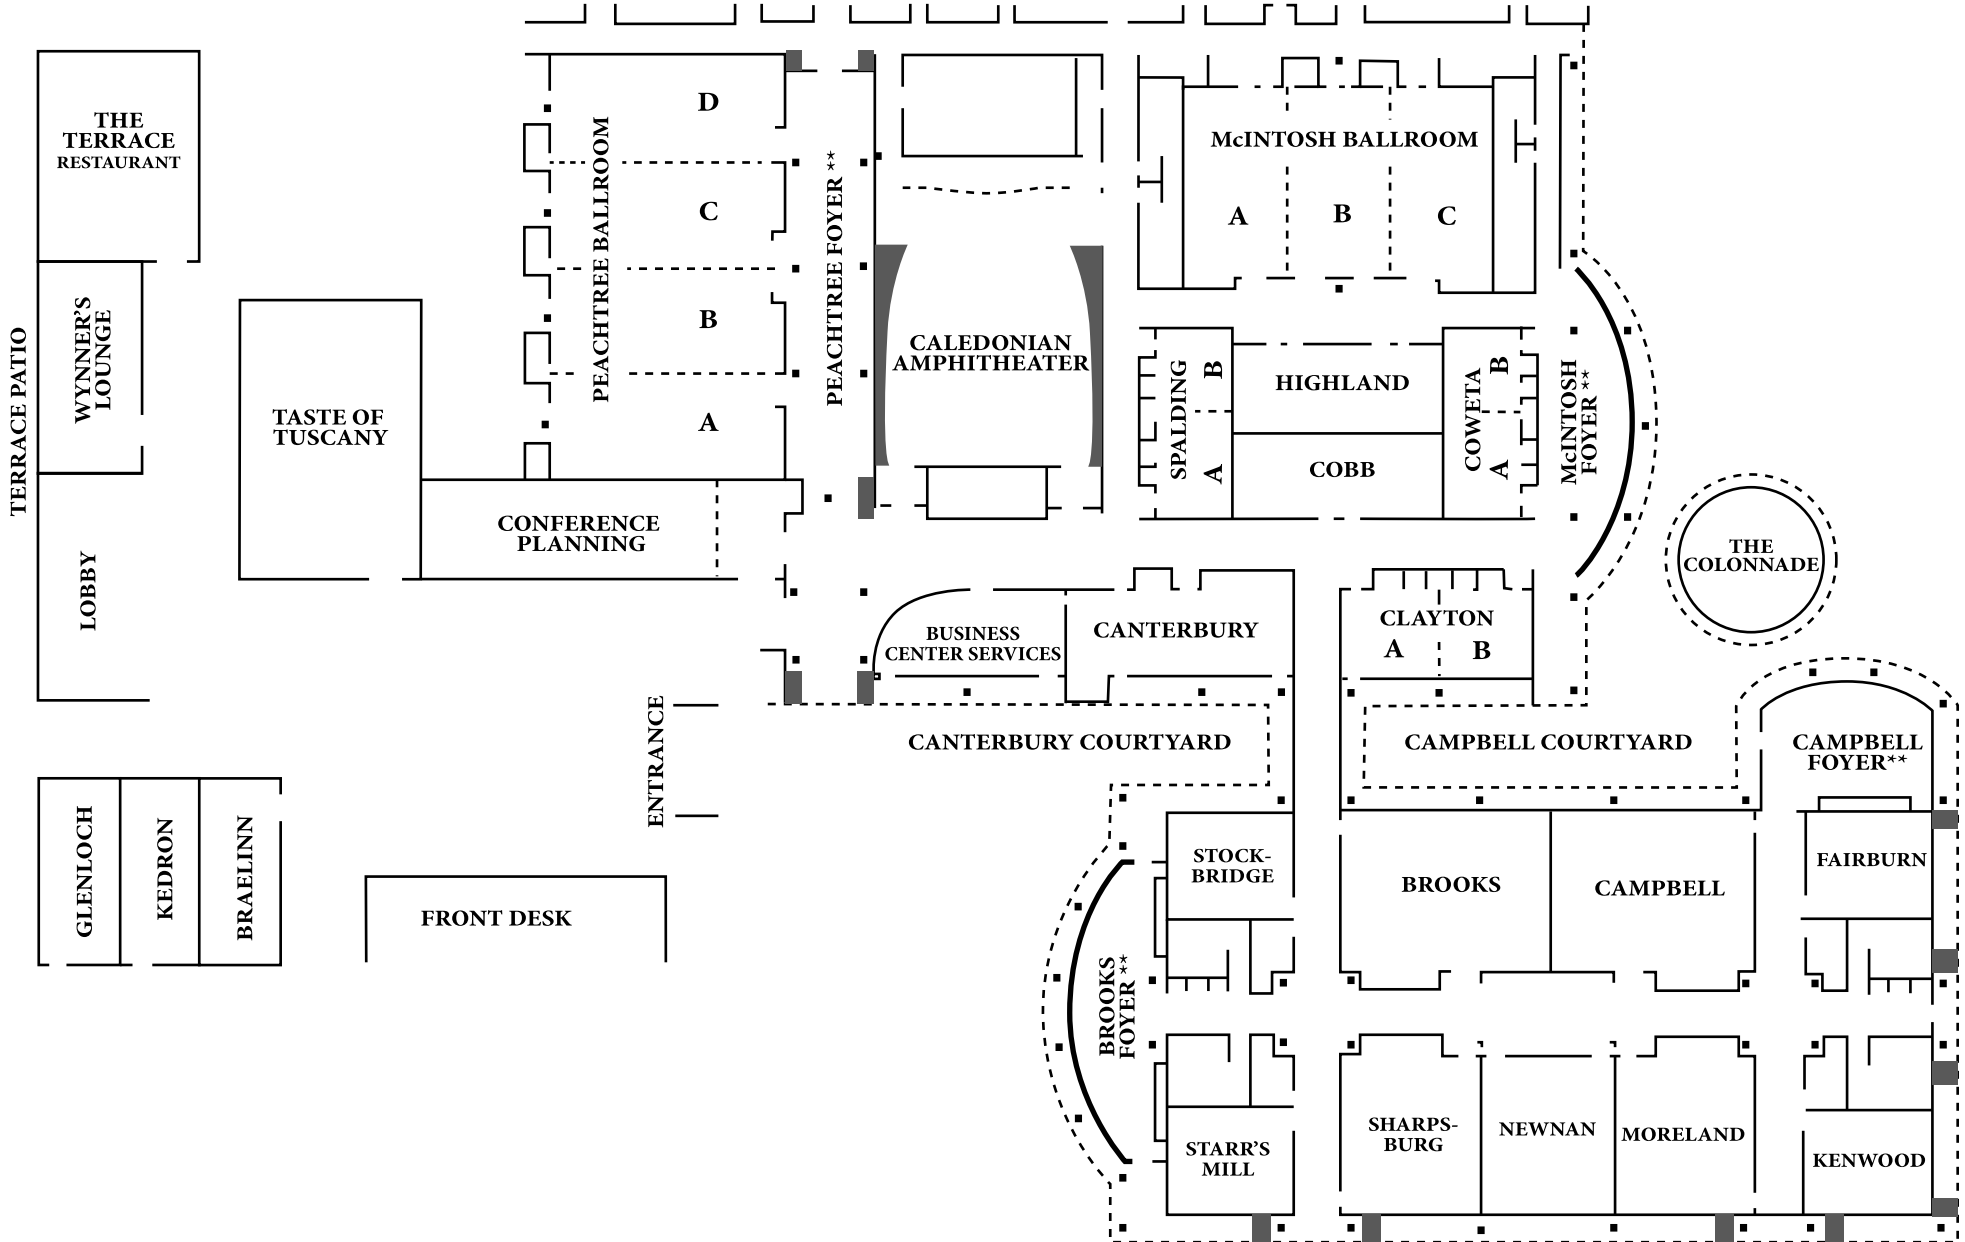 THE
TERRACE
RESTAURANT
WYNNER'S
LOUNGE
TERRACE PATIO
LOBBY
TASTE OF
TUSCANY
CONFERENCE
PLANNING
PEACHTREE BALLROOM
D
C
B
A
PEACHTREE FOYER **
CALEDONIAN
AMPHITHEATER
McINTOSH BALLROOM
A
B
C
SPALDING
B
A
HIGHLAND
COBB
COWETA
B
A
McINTOSH
FOYER **
THE
COLONNADE
BUSINESS
CENTER SERVICES
CANTERBURY
CLAYTON
A
B
ENTRANCE
CANTERBURY COURTYARD
CAMPBELL COURTYARD
CAMPBELL
FOYER**
GLENLOCH
KEDRON
BRAELINN
FRONT DESK
STOCK-
BRIDGE
BROOKS
CAMPBELL
FAIRBURN
BROOKS
FOYER **
STARR'S
MILL
SHARPS-
BURG
NEWNAN
MORELAND
KENWOOD